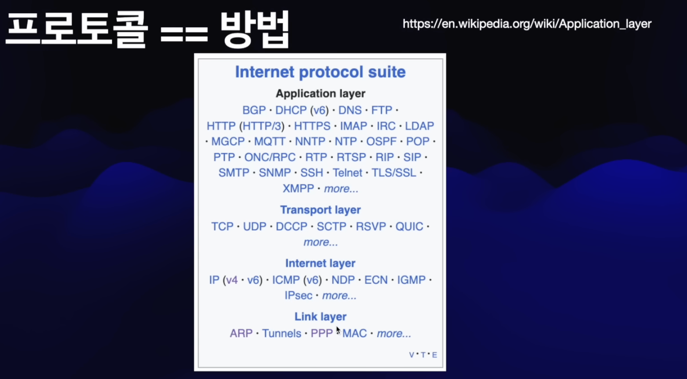 프로토콜 == 방법
https://en.wikipedia.org/wiki/Application_layer
Internet protocol suite
Application layer
BGP · DHCP (v6) · DNS · FTP ·
HTTP (HTTP/3) · HTTPS · IMAP · IRC · LDAP
· MGCP · MQTT · NNTP · NTP · OSPF · POP ·
PTP · ONC/RPC · RTP · RTSP · RIP · SIP ·
SMTP · SNMP · SSH · Telnet · TLS/SSL ·
XMPP · more...
Transport layer
TCP · UDP · DCCP · SCTP · RSVP · QUIC ·
more...
Internet layer
IP (v4 · v6) · ICMP (v6) · NDP · ECN · IGMP ·
IPsec · more...
Link layer
ARP · Tunnels · PPP · MAC · more...
V · T · E